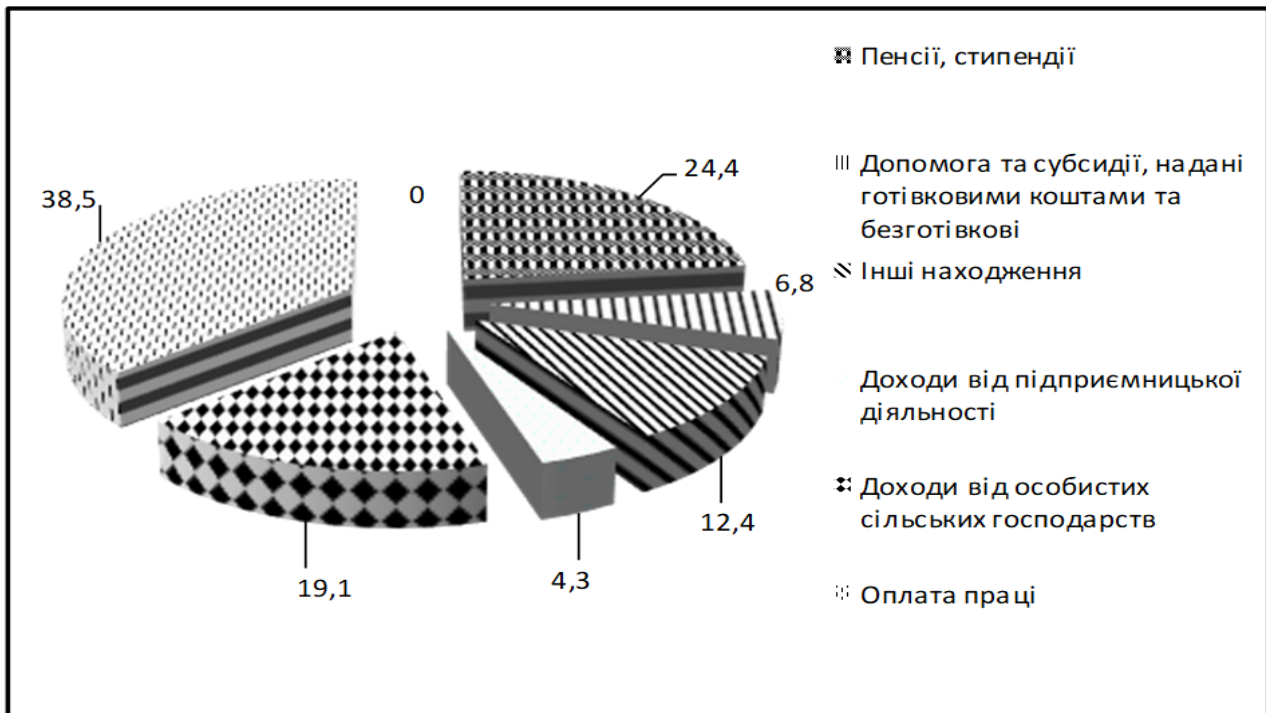 38,5
0
24,4
6,8
12,4
4,3
19,1
Пенсії, стипендії
Допомога та субсидії, надані
готівковими коштами та
безготівкові
Інші находження
Доходи від підприємницької
діяльності
Доходи від особистих
сільських господарств
Оплата праці